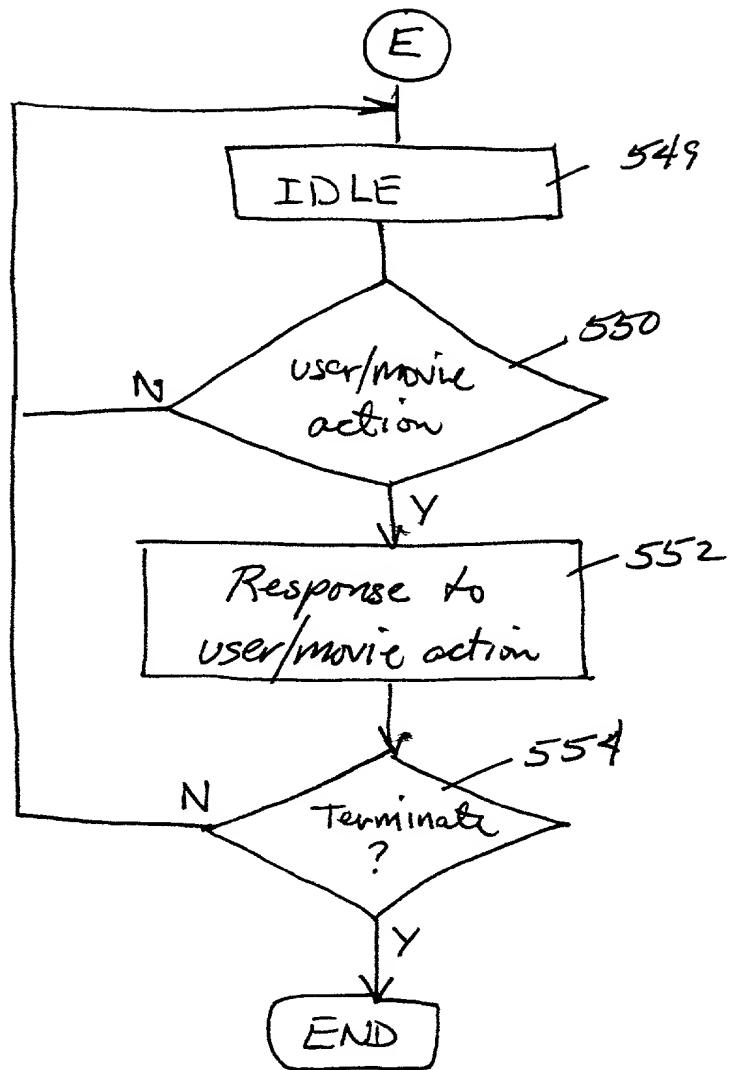 E
IDLE
549
550
user/movie
action
N
Y
552
Response to
user/movie action
554
N
Terminate
?
Y
END